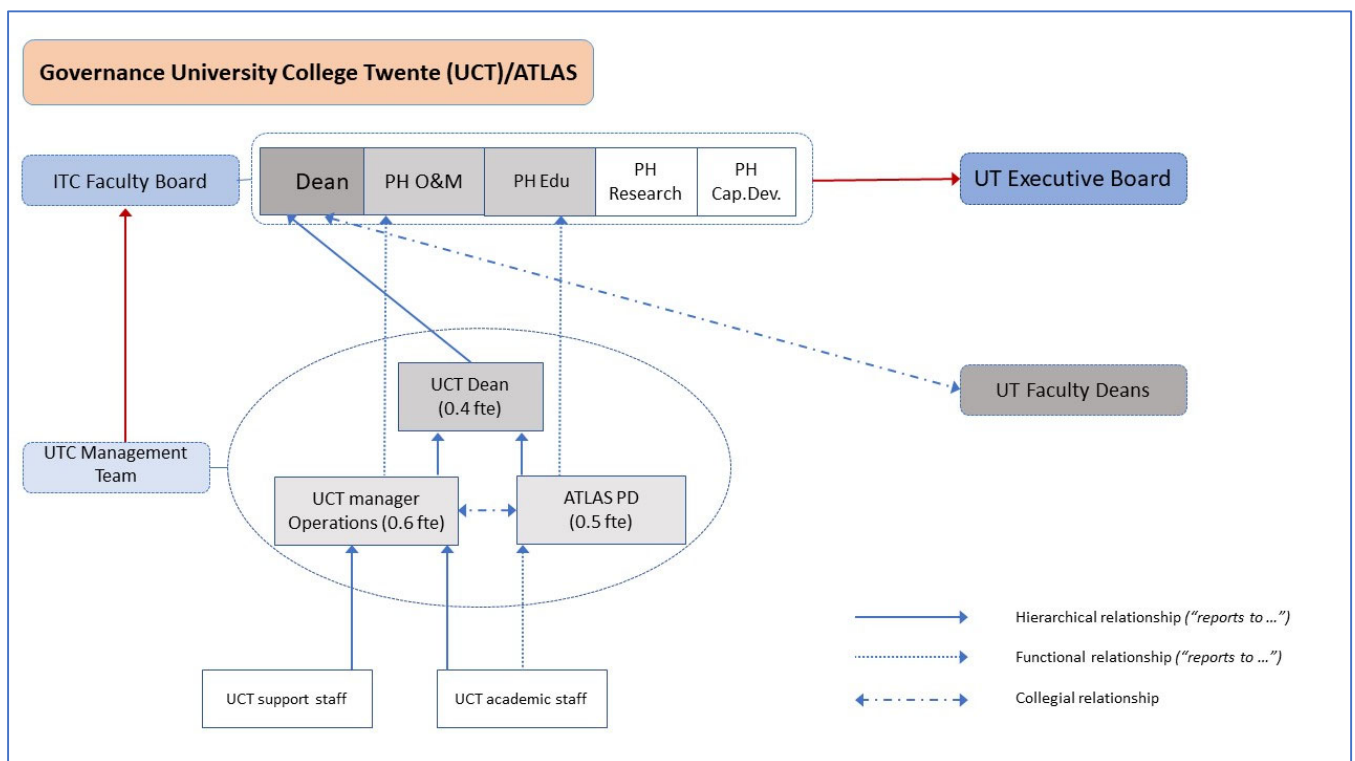 Governance University College Twente (UCT)/ATLAS
ITC Faculty Board
Dean
PH O&M
PH Edu
PH
Research
PH
Cap.Dev.
UT Executive Board
UCT Dean
(0.4 fte)
UT Faculty Deans
UTC Management
Team
UCT manager
Operations (0.6 fte)
ATLAS PD
(0.5 fte)
Hierarchical relationship (“reports to ...”)
Functional relationship (“reports to ...”)
Collegial relationship
UCT support staff
UCT academic staff